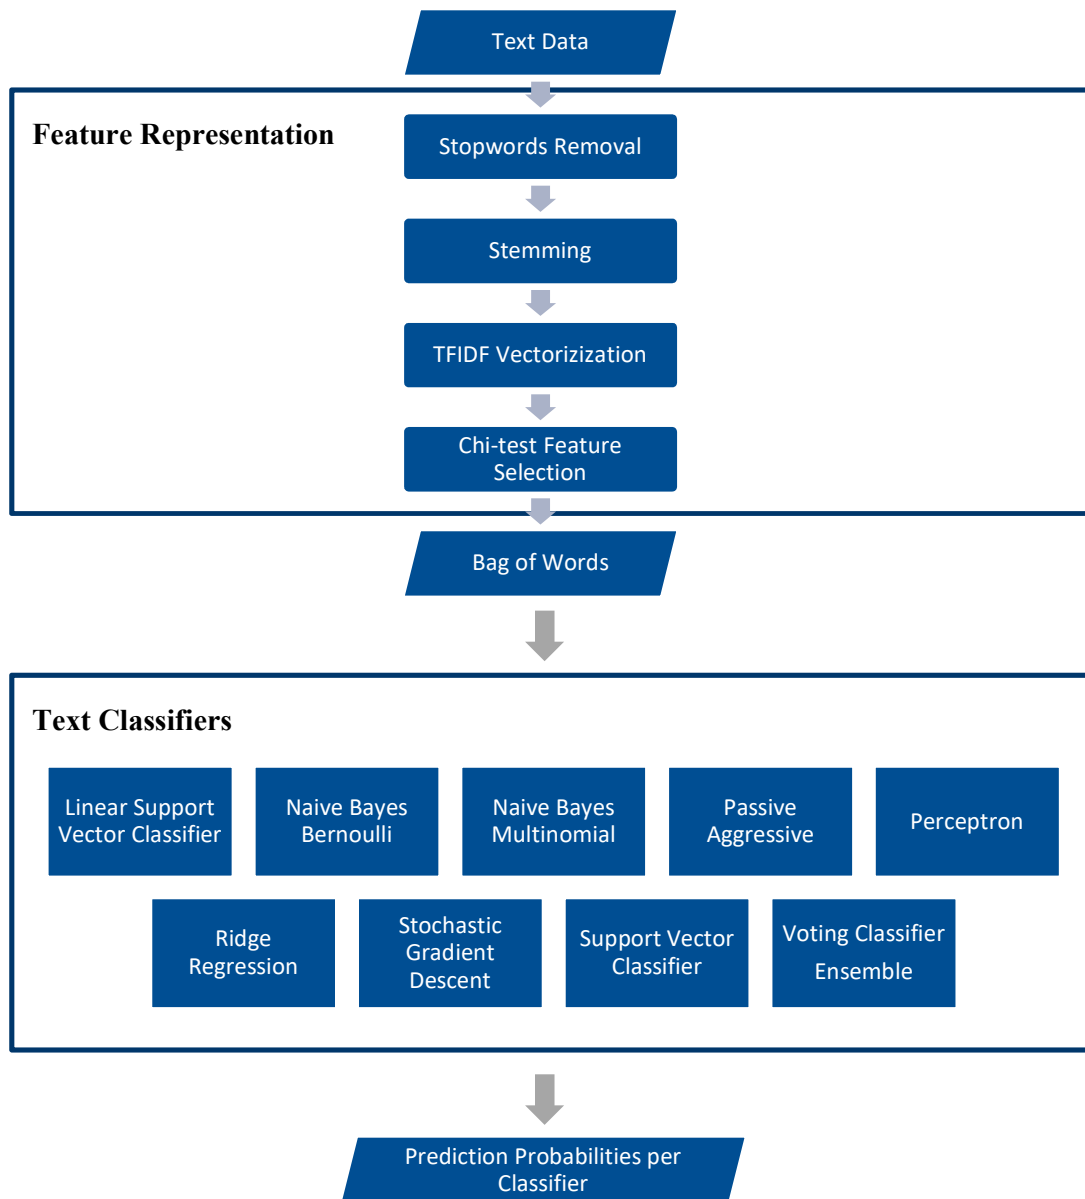 Text Data
Feature Representation
Stopwords Removal
Stemming
TFIDF Vectorizization
Chi-test Feature
Selection
Bag of Words
Text Classifiers
Linear Support
Vector Classifier
Naive Bayes
Bernoulli
Naive Bayes
Multinomial
Passive
Aggressive
Perceptron
Ridge
Regression
Stochastic
Gradient
Descent
Support Vector
Classifier
Voting Classifier
Ensemble
Prediction Probabilities per
Classifier